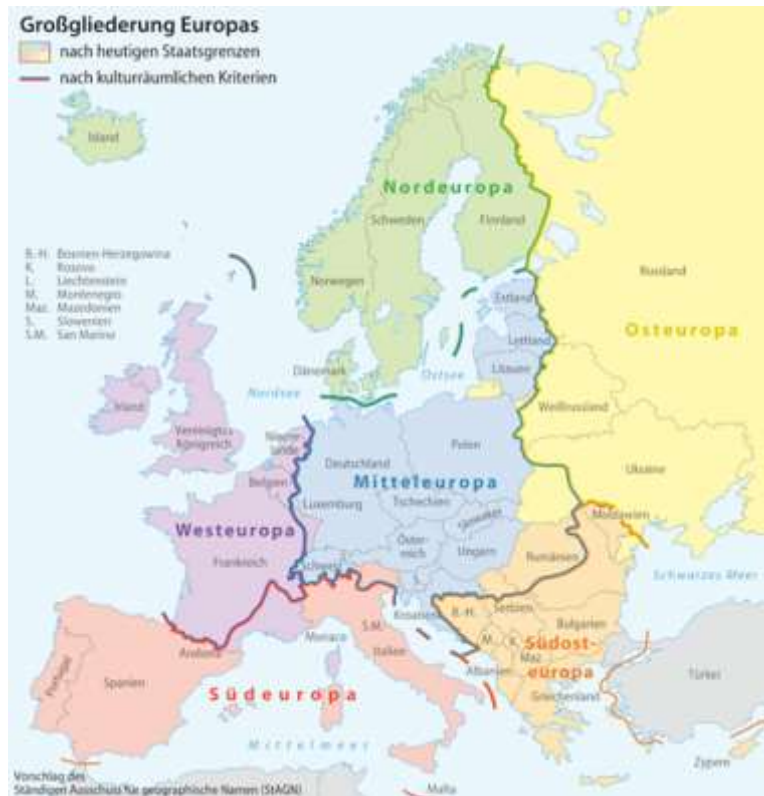 Großgliederung Europas
nach heutigen Staatsgrenzen
nach kulturräumlichen Kriterien
Island
Nordeuropa
Schweden
Finnland
Norwegen
B.-H. Bosnien-Herzegowina
K. Kosovo
L. Liechtenstein
M. Montenegro
Maz. Mazedonien
S. Slowenien
S.M. San Marino
Russland
Estland
Osteuropa
Lettland
Dänemark
Ostsee
Litauen
Nordsee
Irland
Weißrussland
Vereinigtes
Königreich
Nieder-
lande
Polen
Deutschland
Belgien
Ukraine
Mitteleuropa
Luxemburg
Tschechien
Slowakei
Westeuropa
Moldawien
Öster-
reich
Ungarn
Frankreich
Schweiz
Rumänien
Schwarzes Meer
Kroatien
B.-H.
Serbien
S.M.
Bulgarien
Monaco
Andorra
Italien
M.
K.
Südost-
europa
Maz.
Portugal
Spanien
Albanien
Türkei
Südeuropa
Griechenland
Mittelmeer
Zypern
Malta
Vorschlag des
Ständigen Ausschuss für geographische Namen (StAGN)